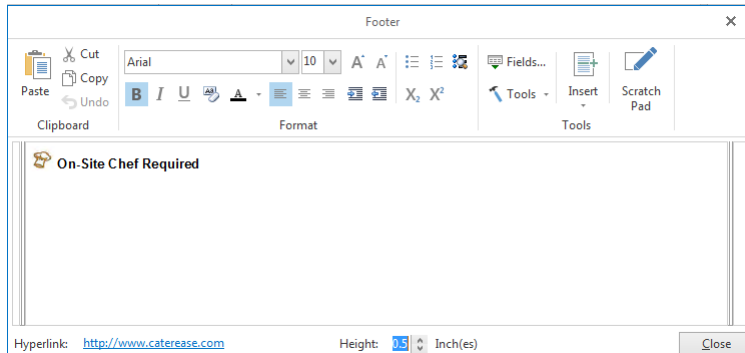 Footer
Cut
Copy
Undo
Paste
Clipboard
Arial 10 A A
B I U A X₂ X²
Format
Fields...
Tools
Insert
Scratch Pad
Tools
On-Site Chef Required
Hyperlink: http://www.caterease.com Height: 0.5 Inch(es) Close